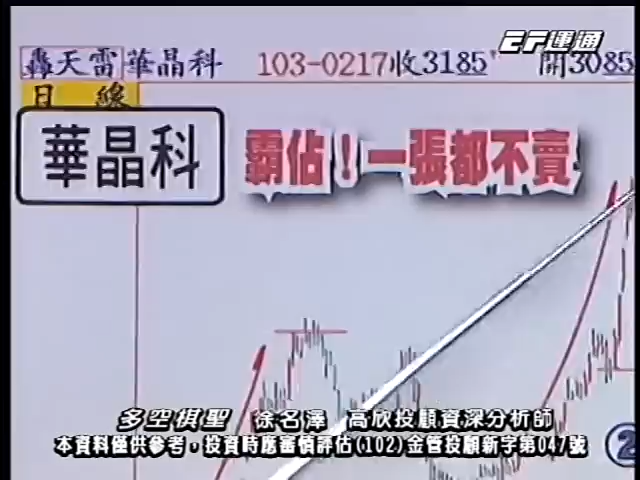 EF運通
轟天雷華晶科 103-0217收3185 開3085
日 線
華晶科 霸佔！一張都不賣
多空棋聖 徐名澤 高欣投顧資深分析師
本資料僅供參考，投資時應審慎評估(102)金管投顧新字第047號
2